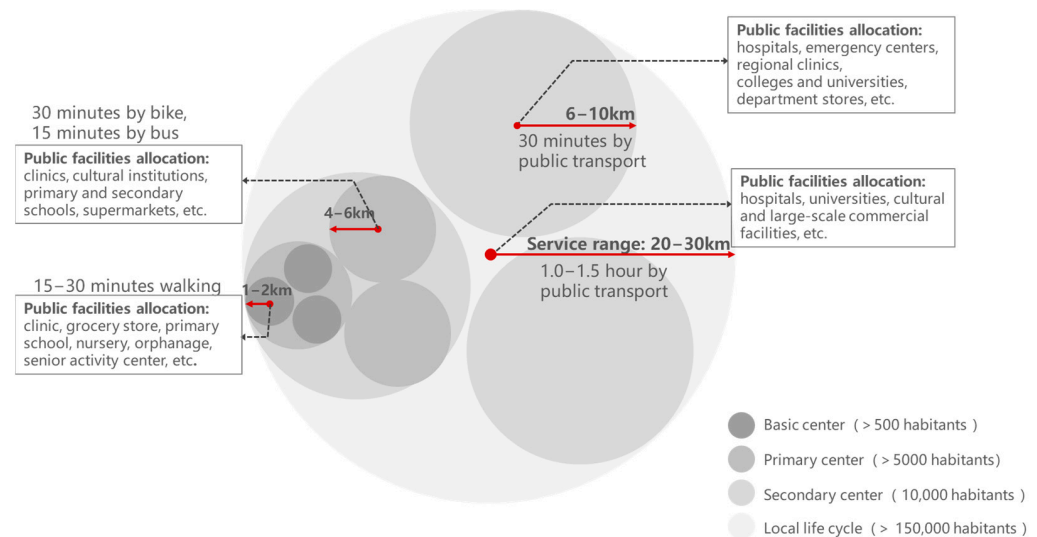 Public facilities allocation:
hospitals, emergency centers,
regional clinics,
colleges and universities,
department stores, etc.
6–10km
30 minutes by
public transport
30 minutes by bike,
15 minutes by bus
Public facilities allocation:
clinics, cultural institutions,
primary and secondary
schools, supermarkets, etc.
4–6km
Public facilities allocation:
hospitals, universities, cultural
and large-scale commercial
facilities, etc.
Service range: 20–30km
1.0–1.5 hour by
public transport
15–30 minutes walking
1–2km
Public facilities allocation:
clinic, grocery store, primary
school, nursery, orphanage,
senior activity center, etc.
Basic center ( > 500 habitants )
Primary center ( > 5000 habitants)
Secondary center ( 10,000 habitants )
Local life cycle ( > 150,000 habitants )